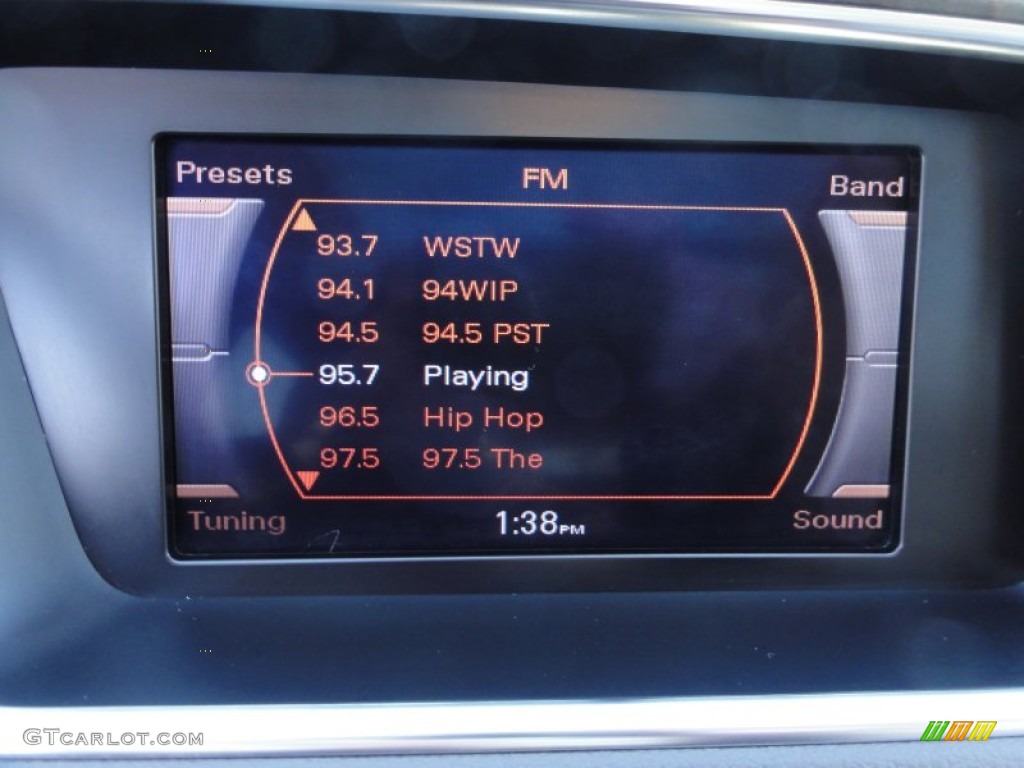 Presets
FM
Band
93.7 WSTW
94.1 94WIP
94.5 94.5 PST
95.7 Playing
96.5 Hip Hop
97.5 97.5 The
Tuning
1:38PM
Sound
GTCARLOT.COM